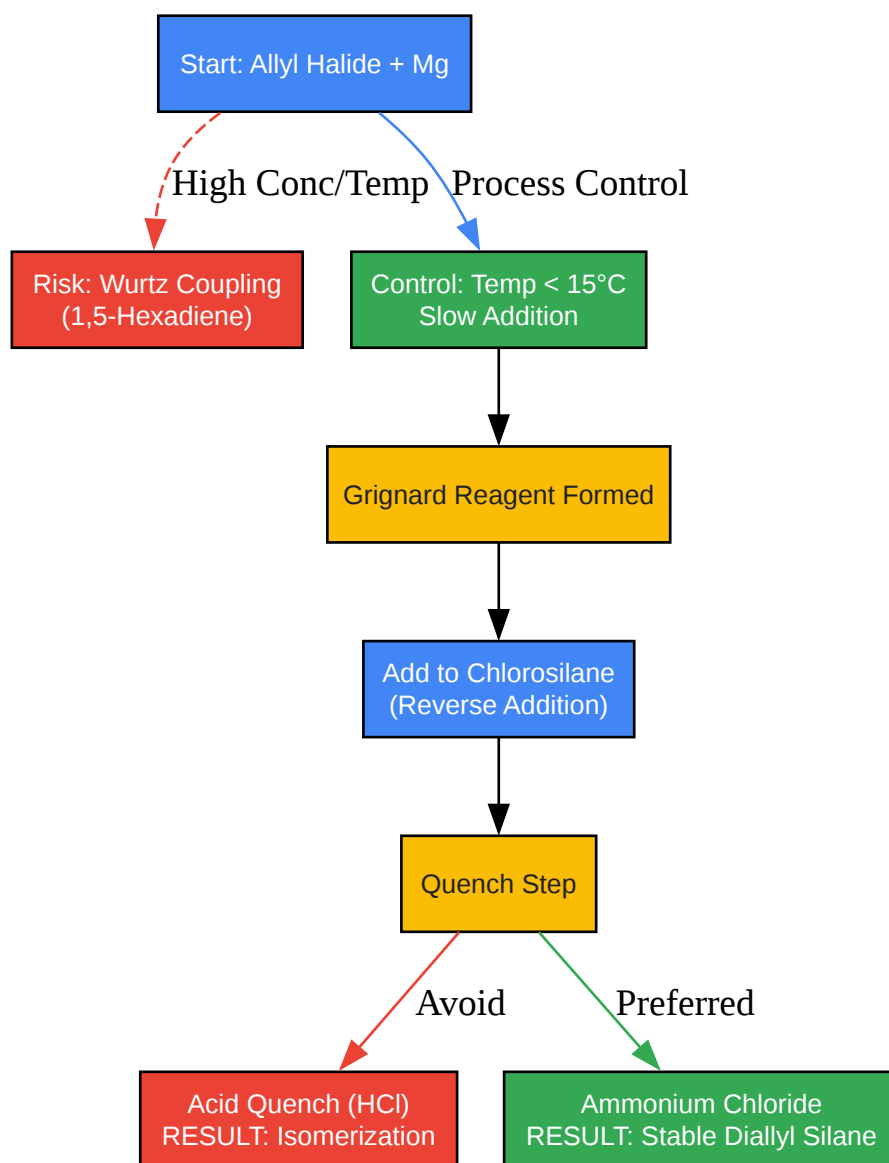 Start: Allyl Halide + Mg
High Conc/Temp
Process Control
Risk: Wurtz Coupling
(1,5-Hexadiene)
Control: Temp < 15°C
Slow Addition
Grignard Reagent Formed
Add to Chlorosilane
(Reverse Addition)
Quench Step
Avoid
Preferred
Acid Quench (HCl)
RESULT: Isomerization
Ammonium Chloride
RESULT: Stable Diallyl Silane